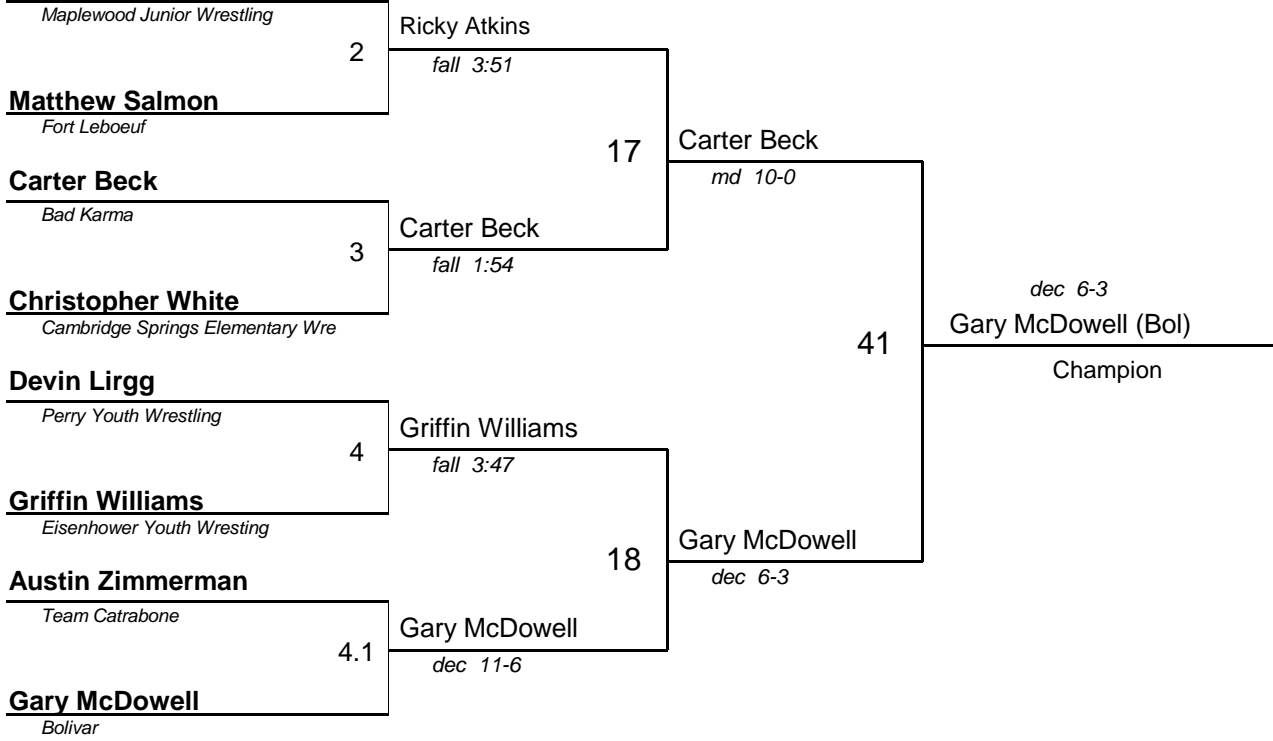 Maplewood Junior Wrestling
2
Ricky Atkins
fall 3:51
Matthew Salmon
Fort Leboeuf
17
Carter Beck
md 10-0
Carter Beck
Bad Karma
3
Carter Beck
fall 1:54
Christopher White
Cambridge Springs Elementary Wre
41
dec 6-3
Gary McDowell (Bol)
Champion
Devin Lirgg
Perry Youth Wrestling
4
Griffin Williams
fall 3:47
Griffin Williams
Eisenhower Youth Wresting
18
Gary McDowell
dec 6-3
Austin Zimmerman
Team Catrabone
4.1
Gary McDowell
dec 11-6
Gary McDowell
Bolivar